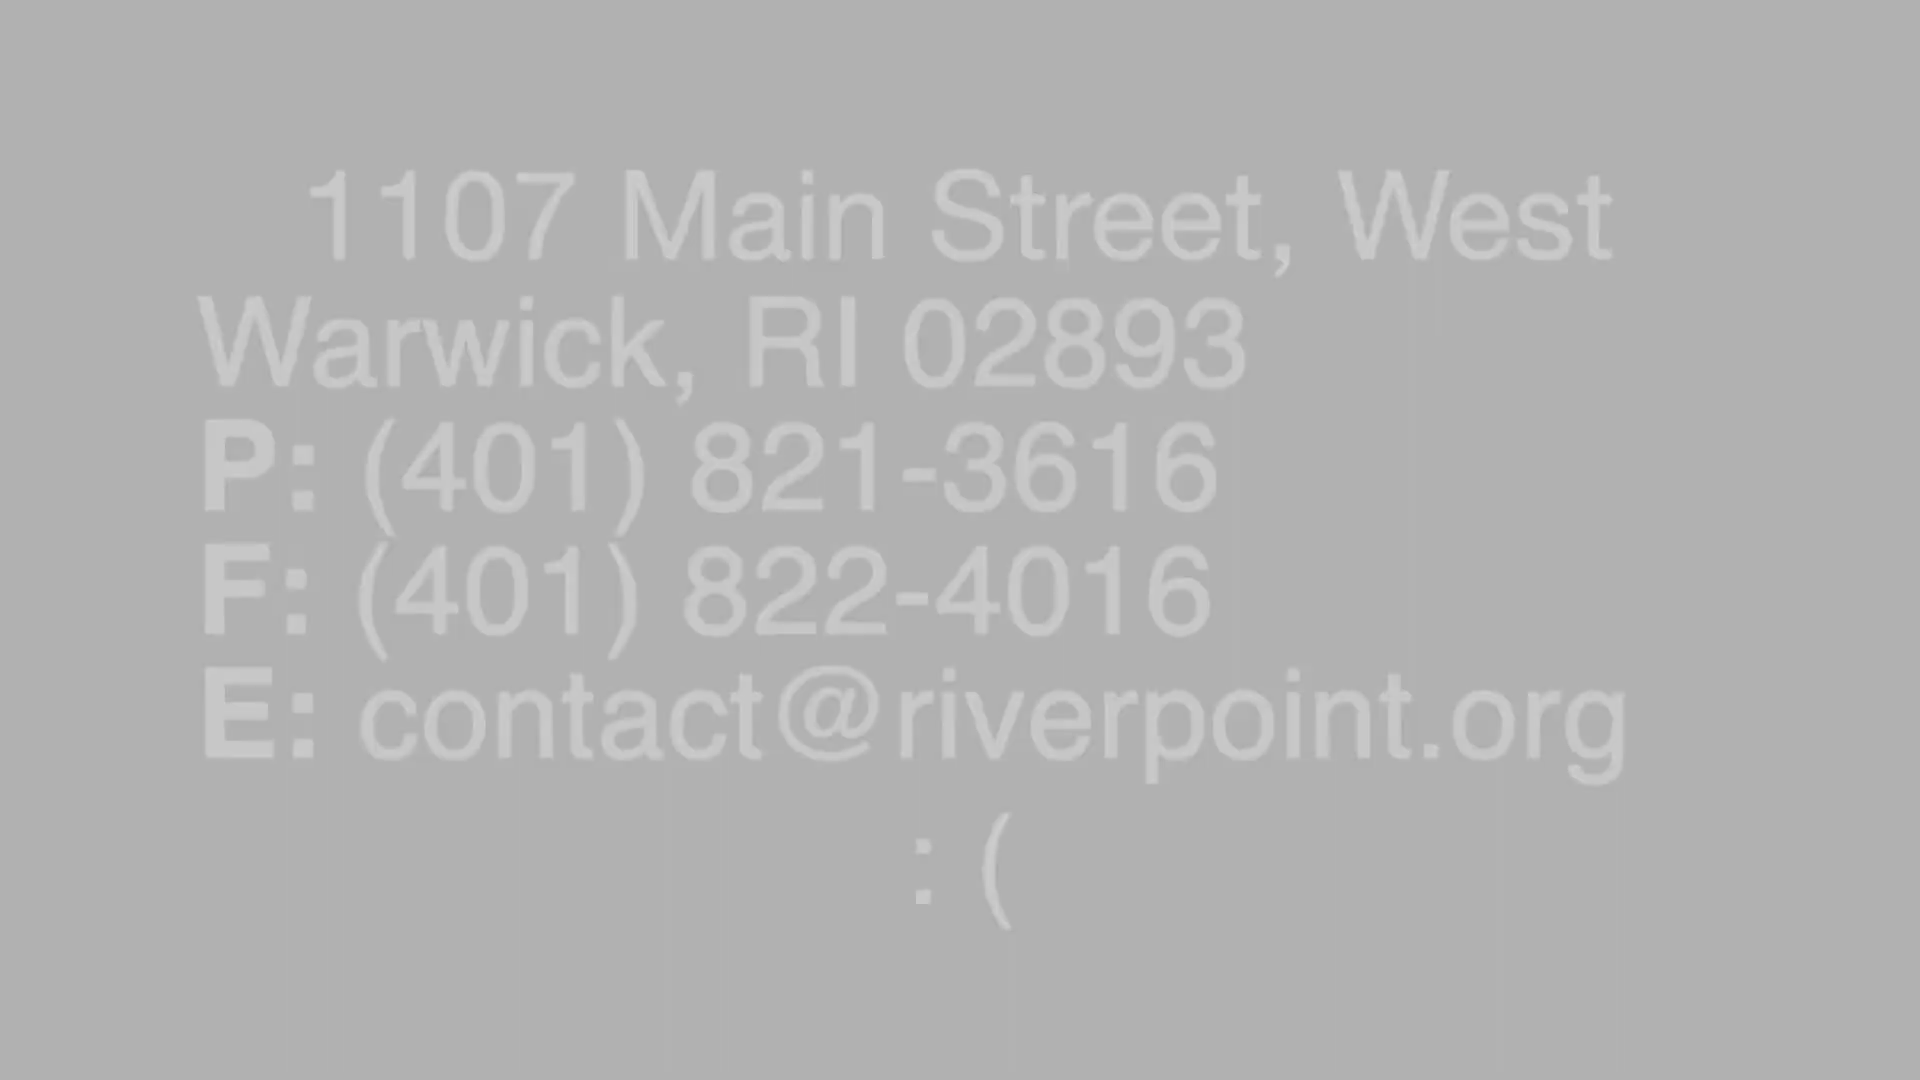 1107 Main Street, West
Warwick, RI 02893
P: (401) 821-3616
F: (401) 822-4016
E: contact@riverpoint.org
: (